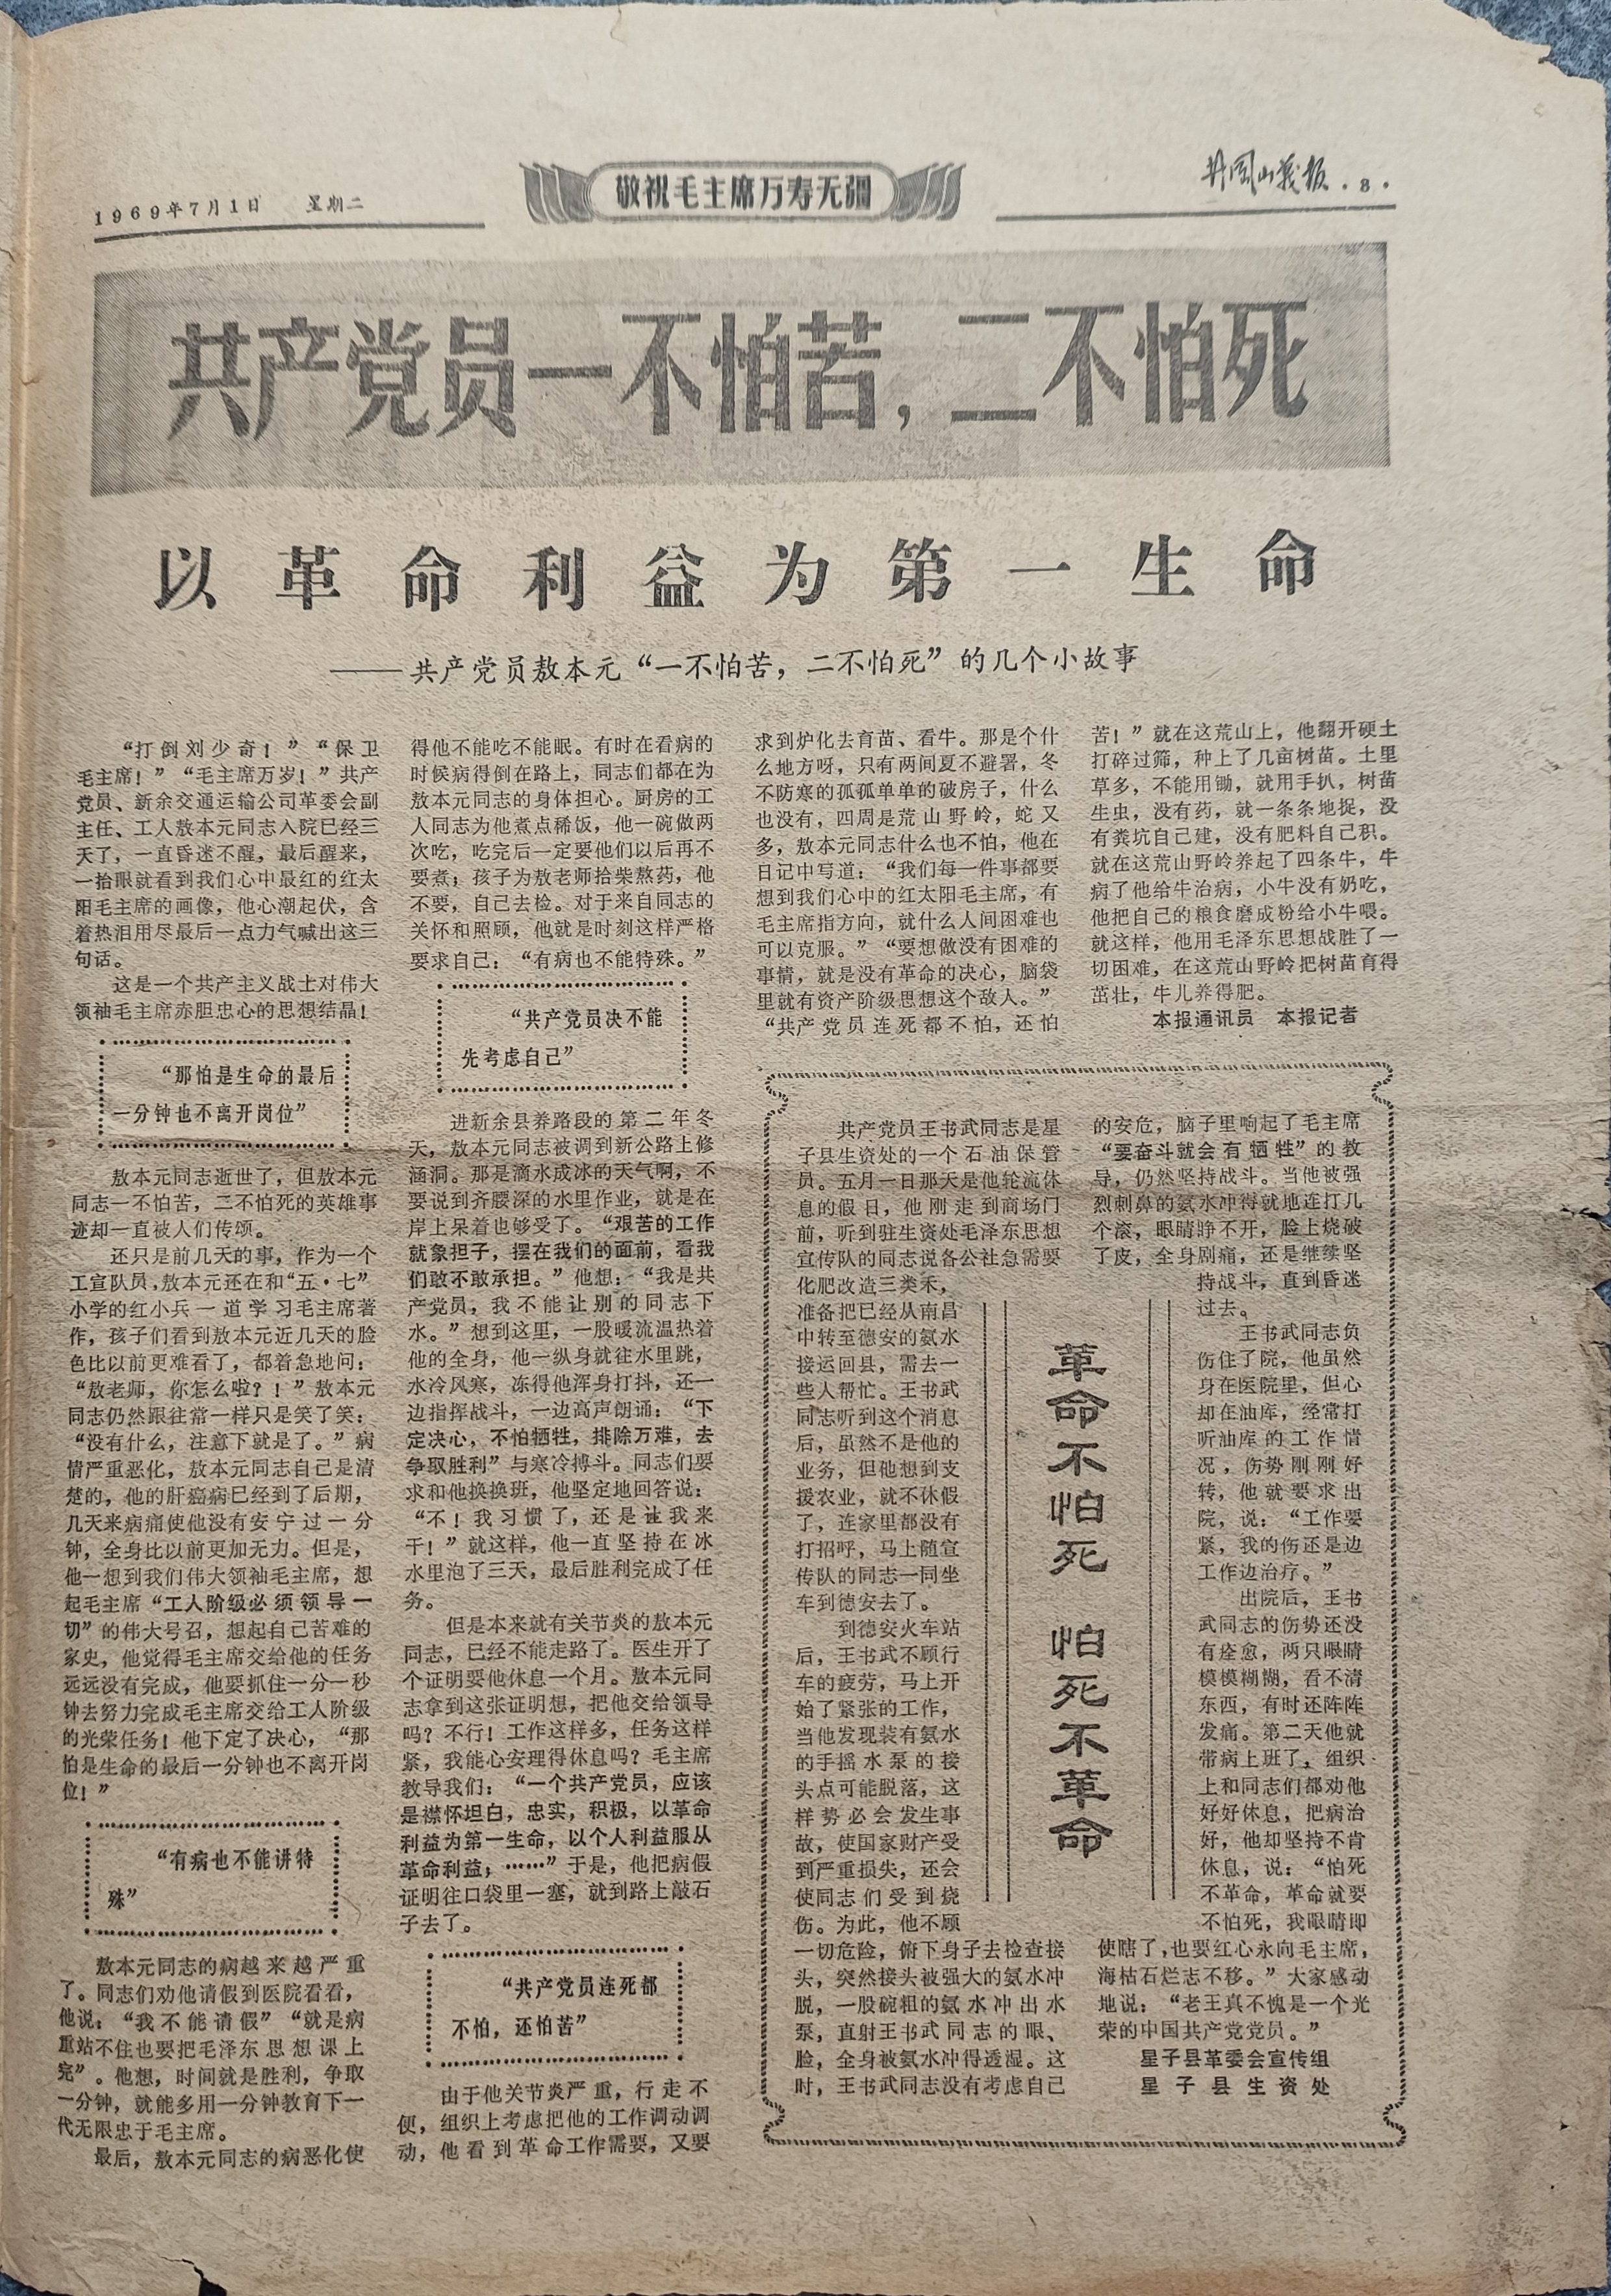 1969年7月1日　星期二
敬祝毛主席万寿无疆
井冈山战报 ·8·
共产党员一不怕苦，二不怕死
以革命利益为第一生命
——共产党员敖本元“一不怕苦，二不怕死”的几个小故事
“打倒刘少奇！”“保卫
毛主席！”“毛主席万岁！”共产
党员、新余交通运输公司革委会副
主任、工人敖本元同志入院已经三
天了，一直昏迷不醒，最后醒来，
一抬眼就看到我们心中最红的红太
阳毛主席的画像，他心潮起伏，含
着热泪用尽最后一点力气喊出这三
句话。
这是一个共产主义战士对伟大
领袖毛主席赤胆忠心的思想结晶！
“那怕是生命的最后
一分钟也不离开岗位”
敖本元同志逝世了，但敖本元
同志一不怕苦，二不怕死的英雄事
迹却一直被人们传颂。
还只是前几天的事，作为一个
工宣队员，敖本元还在和“五·七”
小学的红小兵一道学习毛主席著
作，孩子们看到敖本元近几天的脸
色比以前更难看了，都着急地问：
“敖老师，你怎么啦？！”敖本元
同志仍然跟往常一样只是笑了笑：
“没有什么，注意下就是了。”病
情严重恶化，敖本元同志自己是清
楚的，他的肝癌病已经到了后期，
几天来病痛使他没有安宁过一分
钟，全身比以前更加无力。但是，
他一想到我们伟大领袖毛主席，想
起毛主席“工人阶级必须领导一
切”的伟大号召，想起自己苦难的
家史，他觉得毛主席交给他的任务
远远没有完成，他要抓住一分一秒
钟去努力完成毛主席交给工人阶级
的光荣任务！他下定了决心，“那
怕是生命的最后一分钟也不离开岗
位！”
“有病也不能讲特
殊”
敖本元同志的病越来越严重
了。同志们劝他请假到医院看看，
他说：“我不能请假”“就是病
重站不住也要把毛泽东思想课上
完”。他想，时间就是胜利，争取
一分钟，就能多用一分钟教育下一
代无限忠于毛主席。
最后，敖本元同志的病恶化使
得他不能吃不能眠。有时在看病的
时候病得倒在路上，同志们都在为
敖本元同志的身体担心。厨房的工
人同志为他煮点稀饭，他一碗做两
次吃，吃完后一定要他们以后再不
要煮；孩子为敖老师拾柴熬药，他
不要，自己去检。对于来自同志的
关怀和照顾，他就是时刻这样严格
要求自己：“有病也不能特殊。”
“共产党员决不能
先考虑自己”
进新余县养路段的第二年冬
天，敖本元同志被调到新公路上修
涵洞。那是滴水成冰的天气啊，不
要说到齐腰深的水里作业，就是在
岸上呆着也够受了。“艰苦的工作
就象担子，摆在我们的面前，看我
们敢不敢承担。”他想：“我是共
产党员，我不能让别的同志下
水。”想到这里，一股暖流温热着
他的全身，他一纵身就往水里跳，
水冷风寒，冻得他浑身打抖，还一
边指挥战斗，一边高声朗诵：“下
定决心，不怕牺牲，排除万难，去
争取胜利”与寒冷搏斗。同志们要
求和他换换班，他坚定地回答说：
“不！我习惯了，还是让我来
干！”就这样，他一直坚持在冰
水里泡了三天，最后胜利完成了任
务。
但是本来就有关节炎的敖本元
同志，已经不能走路了。医生开了
个证明要他休息一个月。敖本元同
志拿到这张证明想，把他交给领导
吗？不行！工作这样多，任务这样
紧，我能心安理得休息吗？毛主席
教导我们：“一个共产党员，应该
是襟怀坦白，忠实，积极，以革命
利益为第一生命，以个人利益服从
革命利益；……”于是，他把病假
证明往口袋里一塞，就到路上敲石
子去了。
“共产党员连死都
不怕，还怕苦”
由于他关节炎严重，行走不
便，组织上考虑把他的工作调动调
动，他看到革命工作需要，又要
求到炉化去育苗、看牛。那是个什
么地方呀，只有两间夏不避署，冬
不防寒的孤孤单单的破房子，什么
也没有，四周是荒山野岭，蛇又
多，敖本元同志什么也不怕，他在
日记中写道：“我们每一件事都要
想到我们心中的红太阳毛主席，有
毛主席指方向，就什么人间困难也
可以克服。”“要想做没有困难的
事情，就是没有革命的决心，脑袋
里就有资产阶级思想这个敌人。”
“共产党员连死都不怕，还怕
苦！”就在这荒山上，他翻开硬土
打碎过筛，种上了几亩树苗。土里
草多，不能用锄，就用手扒，树苗
生虫，没有药，就一条条地捉，没
有粪坑自己建，没有肥料自己积。
就在这荒山野岭养起了四条牛，牛
病了他给牛治病，小牛没有奶吃，
他把自己的粮食磨成粉给小牛喂。
就这样，他用毛泽东思想战胜了一
切困难，在这荒山野岭把树苗育得
茁壮，牛儿养得肥。
本报通讯员　本报记者
革命不怕死　怕死不革命
共产党员王书武同志是星
子县生资处的一个石油保管
员。五月一日那天是他轮流休
息的假日，他刚走到商场门
前，听到驻生资处毛泽东思想
宣传队的同志说各公社急需要
化肥改造三类禾，
准备把已经从南昌
中转至德安的氨水
接运回县，需去一
些人帮忙。王书武
同志听到这个消息
后，虽然不是他的
业务，但他想到支
援农业，就不休假
了，连家里都没有
打招呼，马上随宣
传队的同志一同坐
车到德安去了。
到德安火车站
后，王书武不顾行
车的疲劳，马上开
始了紧张的工作，
当他发现装有氨水
的手摇水泵的接
头点可能脱落，这
样势必会发生事
故，使国家财产受
到严重损失，还会
使同志们受到烧
伤。为此，他不顾
一切危险，俯下身子去检查接
头，突然接头被强大的氨水冲
脱，一股碗粗的氨水冲出水
泵，直射王书武同志的眼、
脸，全身被氨水冲得透湿。这
时，王书武同志没有考虑自己
的安危，脑子里响起了毛主席
“要奋斗就会有牺牲”的教
导，仍然坚持战斗。当他被强
烈刺鼻的氨水冲得就地连打几
个滚，眼睛睁不开，脸上烧破
了皮，全身剧痛，还是继续坚
持战斗，直到昏迷
过去。
王书武同志负
伤住了院，他虽然
身在医院里，但心
却在油库，经常打
听油库的工作情
况，伤势刚刚好
转，他就要求出
院，说：“工作要
紧，我的伤还是边
工作边治疗。”
出院后，王书
武同志的伤势还没
有痊愈，两只眼睛
模模糊糊，看不清
东西，有时还阵阵
发痛。第二天他就
带病上班了，组织
上和同志们都劝他
好好休息，把病治
好，他却坚持不肯
休息，说：“怕死
不革命，革命就要
不怕死，我眼睛即
使瞎了，也要红心永向毛主席，
海枯石烂志不移。”大家感动
地说：“老王真不愧是一个光
荣的中国共产党党员。”
星子县革委会宣传组
星子县生资处